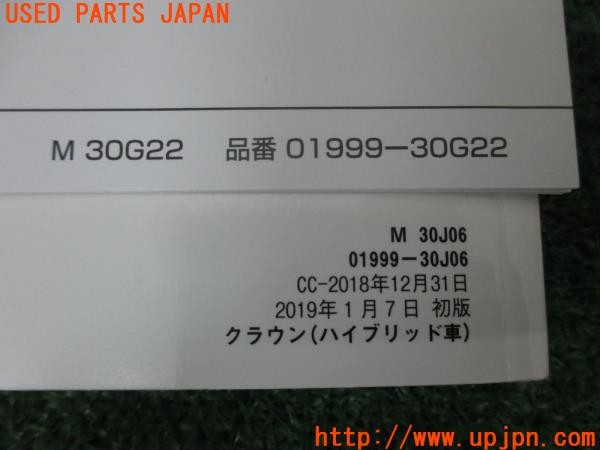 USED PARTS JAPAN
M 30G22 品番 01999-30G22
M 30J06
01999-30J06
CC-2018年12月31日
2019年1月7日 初版
クラウン(ハイブリッド車)
http://www.upjpn.com/